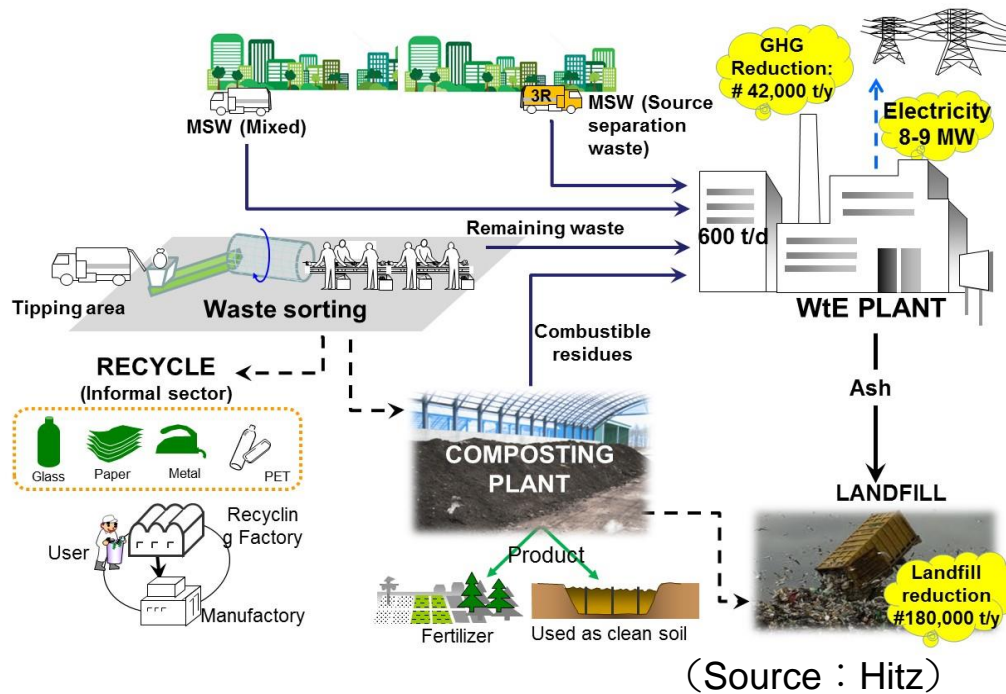 GHG
Reduction:
# 42,000 t/y
3R
MSW (Mixed)
MSW (Source
separation
waste)
Electricity
8-9 MW
Remaining waste
600 t/d
Tipping area
Waste sorting
WtE PLANT
Combustible
residues
RECYCLE
(Informal sector)
Ash
Glass
Paper
Metal
PET
COMPOSTING
PLANT
LANDFILL
User
Recyclin
g Factory
Manufactory
Product
Landfill
reduction
#180,000 t/y
Fertilizer
Used as clean soil
（Source：Hitz）